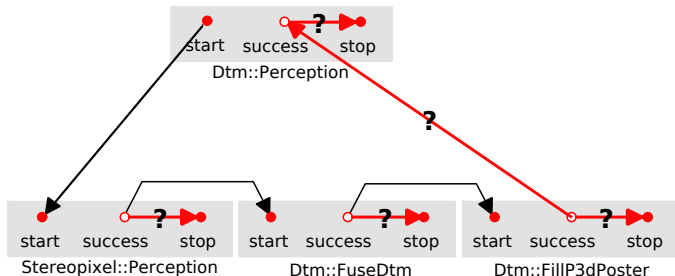 ?
start success stop
Dtm::Perception
?
? ? ?
start success stop start success stop start success stop
Stereopixel::Perception Dtm::FuseDtm Dtm::FillP3dPoster